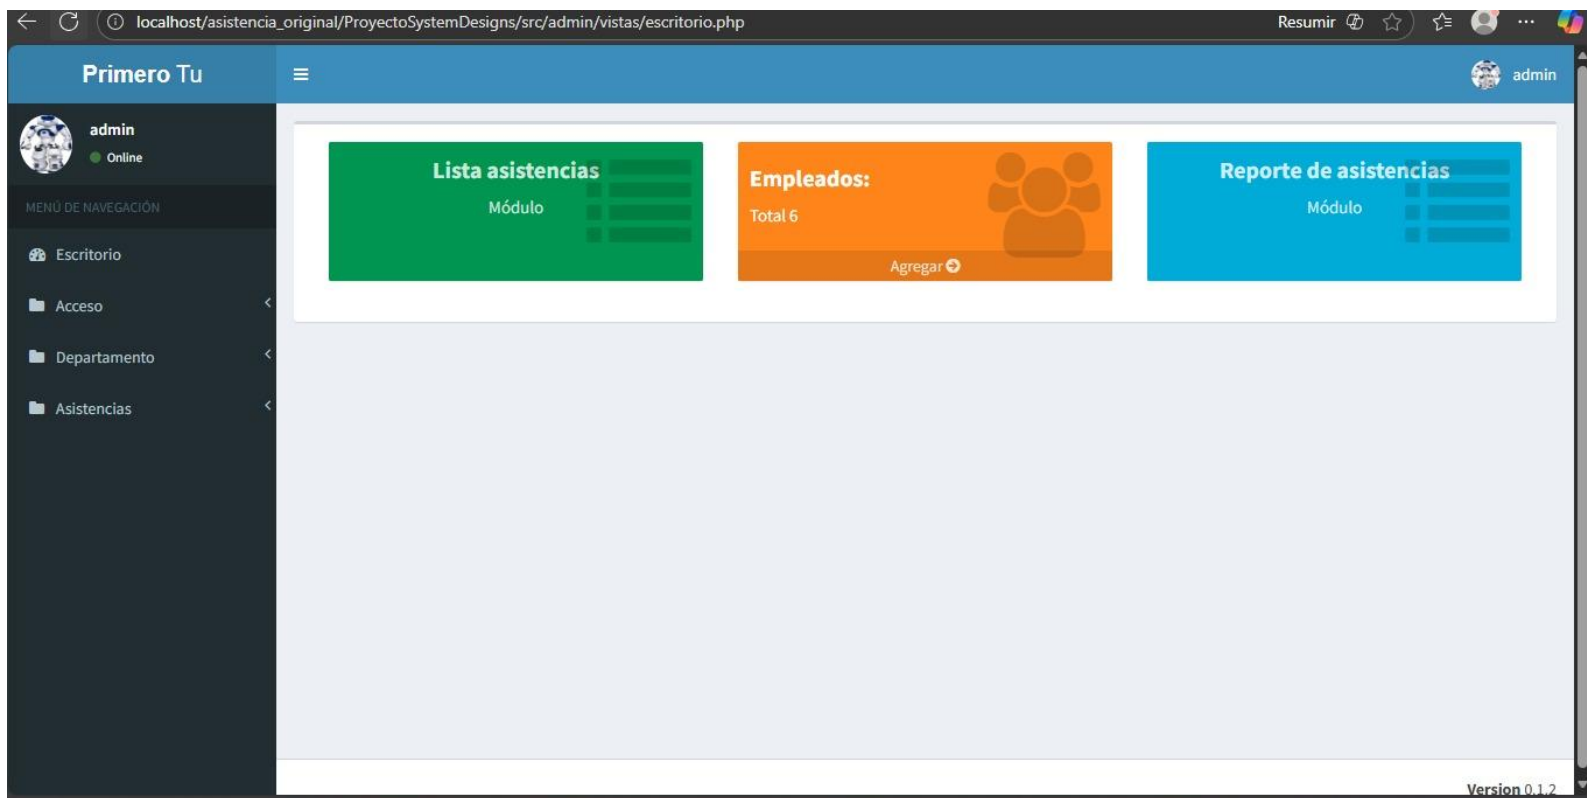 localhost/asistencia_original/ProyectoSystemDesigns/src/admin/vistas/escritorio.php
Resumir
Primero Tu
admin
admin
Online
MENÚ DE NAVEGACIÓN
Escritorio
Acceso
Departamento
Asistencias
Lista asistencias
Módulo
Empleados:
Total 6
Agregar
Reporte de asistencias
Módulo
Version 0.1.2